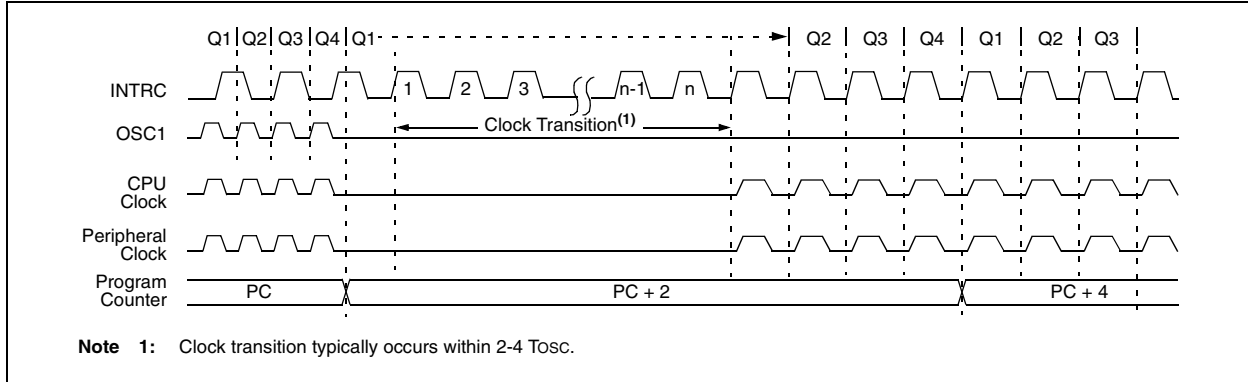 Q1 Q2 Q3 Q4 Q1 Q2 Q3 Q4 Q1 Q2 Q3
INTRC 1 2 3 n-1 n
OSC1
Clock Transition(1)
CPU
Clock
Peripheral
Clock
Program
Counter
PC PC + 2 PC + 4
Note 1: Clock transition typically occurs within 2-4 TOSC.